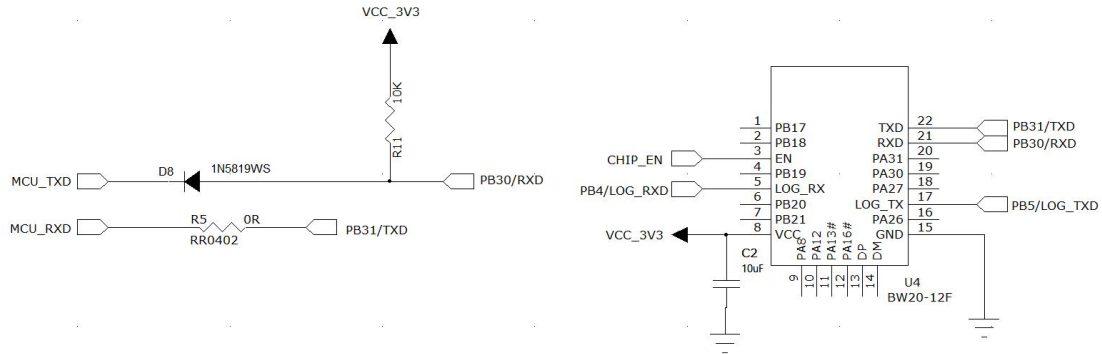 VCC_3V3
10K
R11
D8 1N5819WS
MCU_TXD
PB30/RXD
MCU_RXD
R5 0R
RR0402
PB31/TXD
1 PB17
2 PB18
3 EN
4 PB19
5 LOG_RX
6 PB20
7 PB21
8 VCC
CHIP_EN
PB4/LOG_RXD
VCC_3V3
C2
10uF
9 PA8
10 PA12
11 PA13#
12 PA16#
13 DP
14 DM
TXD 22
RXD 21
PA31 20
PA30 19
PA27 18
LOG_TX 17
PA26 16
GND 15
PB31/TXD
PB30/RXD
PB5/LOG_TXD
U4
BW20-12F